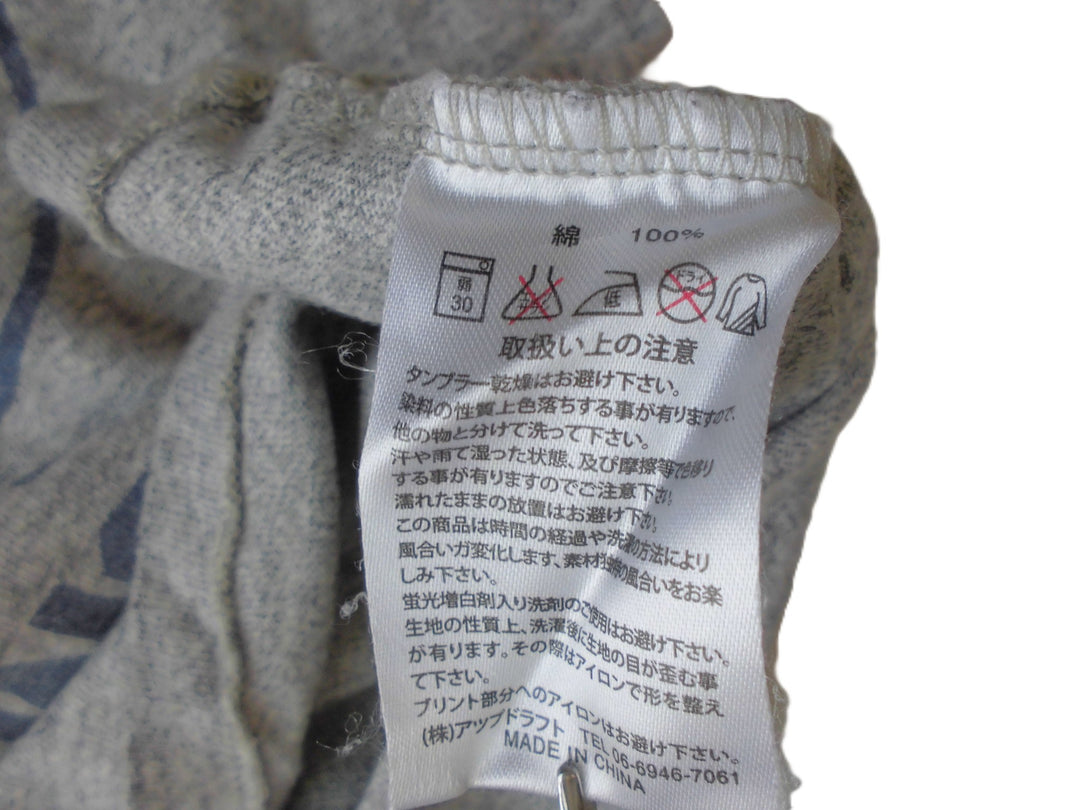 綿 100%
弱 30 低 ドライ
取扱い上の注意
タンブラー乾燥はお避け下さい。
染料の性質上色落ちする事が有りますので、
他の物と分けて洗って下さい。
汗や雨で湿った状態、及び摩擦等で色移り
する事が有りますのでご注意下さい。
濡れたままの放置はお避け下さい。
この商品は時間の経過や洗濯の方法により
風合いガ変化します、素材独特の風合いをお楽
しみ下さい。
蛍光増白剤入り洗剤のご使用はお避け下さい。
生地の性質上、洗濯後に生地の目が歪む事
が有ります。その際はアイロンで形を整え
て下さい。
プリント部分へのアイロンはお避け下さい。
(株)アップドラフト TEL 06-6946-7061
MADE IN CHINA